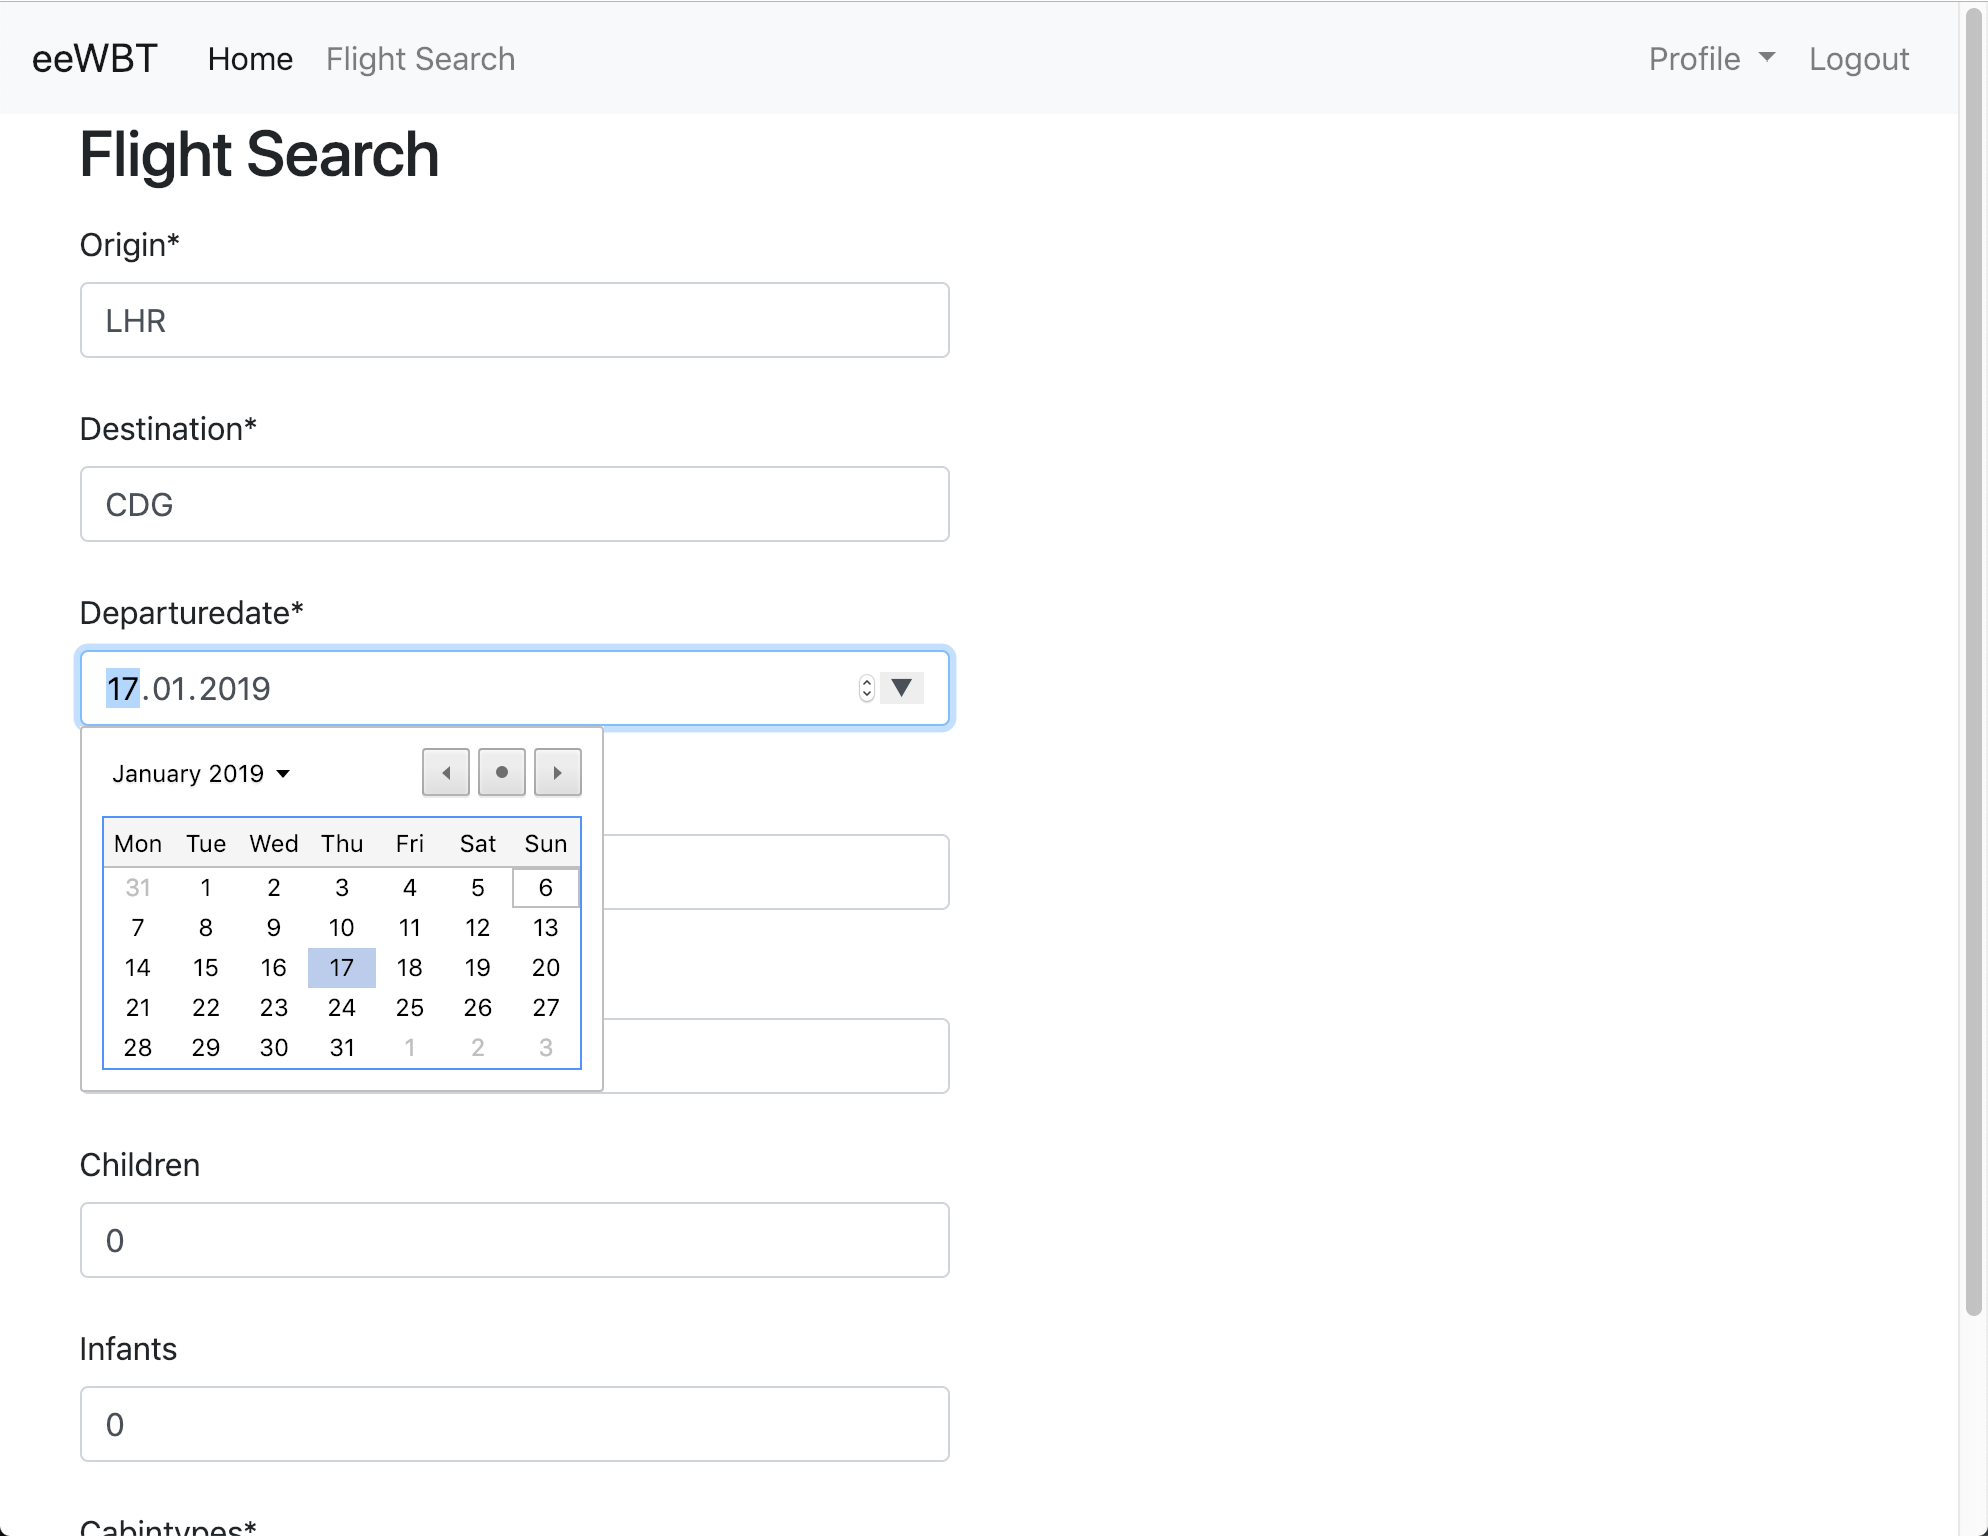 eeWBT Home Flight Search Profile Logout
Flight Search
Origin*
LHR
Destination*
CDG
Departuredate*
17.01.2019
January 2019
Mon Tue Wed Thu Fri Sat Sun
31 1 2 3 4 5 6
7 8 9 10 11 12 13
14 15 16 17 18 19 20
21 22 23 24 25 26 27
28 29 30 31 1 2 3
Children
0
Infants
0
Cabintypes*